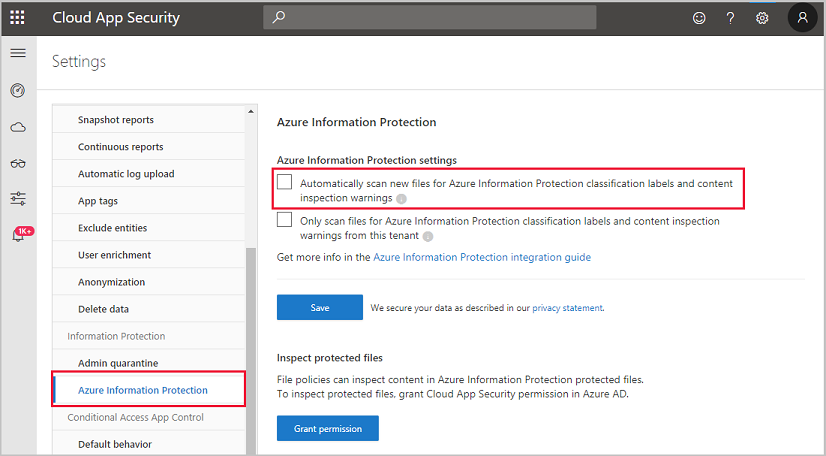 Cloud App Security
Settings
1K+
Snapshot reports
Continuous reports
Automatic log upload
App tags
Exclude entities
User enrichment
Anonymization
Delete data
Information Protection
Admin quarantine
Azure Information Protection
Conditional Access App Control
Default behavior
Azure Information Protection
Azure Information Protection settings
Automatically scan new files for Azure Information Protection classification labels and content
inspection warnings
Only scan files for Azure Information Protection classification labels and content inspection
warnings from this tenant
Get more info in the Azure Information Protection integration guide
Save We secure your data as described in our privacy statement.
Inspect protected files
File policies can inspect content in Azure Information Protection protected files.
To inspect protected files, grant Cloud App Security permission in Azure AD.
Grant permission